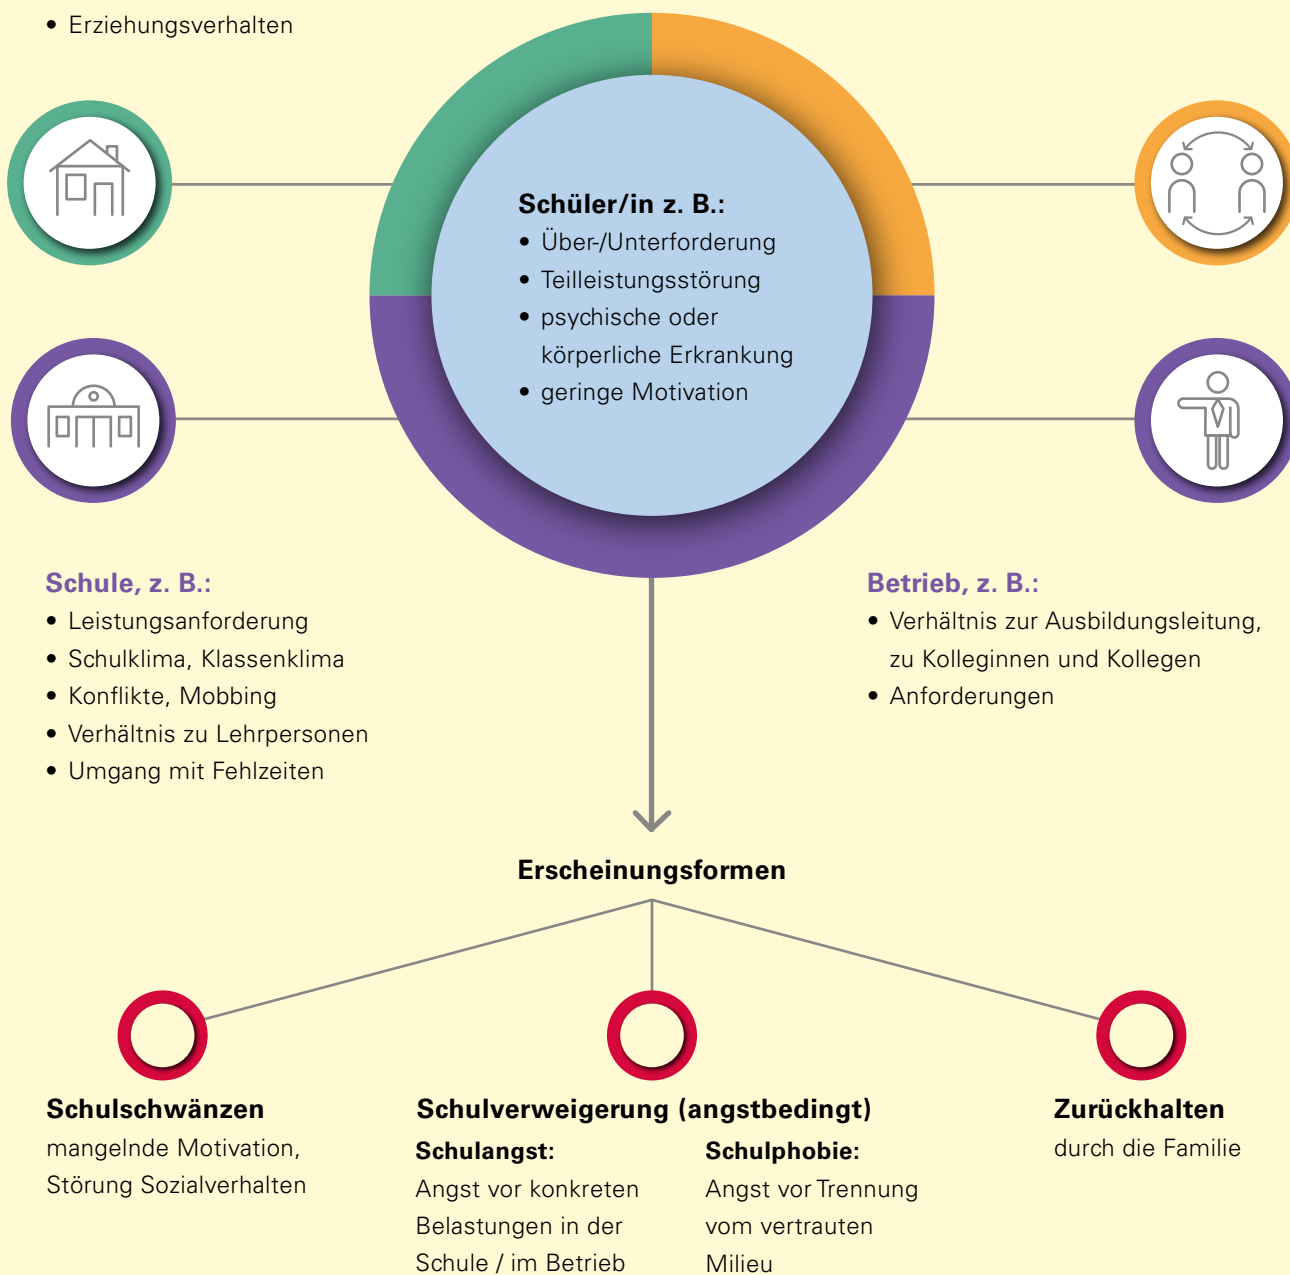 • Erziehungsverhalten
Schüler/in z. B.:
• Über-/Unterforderung
• Teilleistungsstörung
• psychische oder
körperliche Erkrankung
• geringe Motivation
Schule, z. B.:
• Leistungsanforderung
• Schulklima, Klassenklima
• Konflikte, Mobbing
• Verhältnis zu Lehrpersonen
• Umgang mit Fehlzeiten
Betrieb, z. B.:
• Verhältnis zur Ausbildungsleitung,
zu Kolleginnen und Kollegen
• Anforderungen
Erscheinungsformen
Schulschwänzen
mangelnde Motivation,
Störung Sozialverhalten
Schulverweigerung (angstbedingt)
Schulangst:
Angst vor konkreten
Belastungen in der
Schule / im Betrieb
Schulphobie:
Angst vor Trennung
vom vertrauten
Milieu
Zurückhalten
durch die Familie